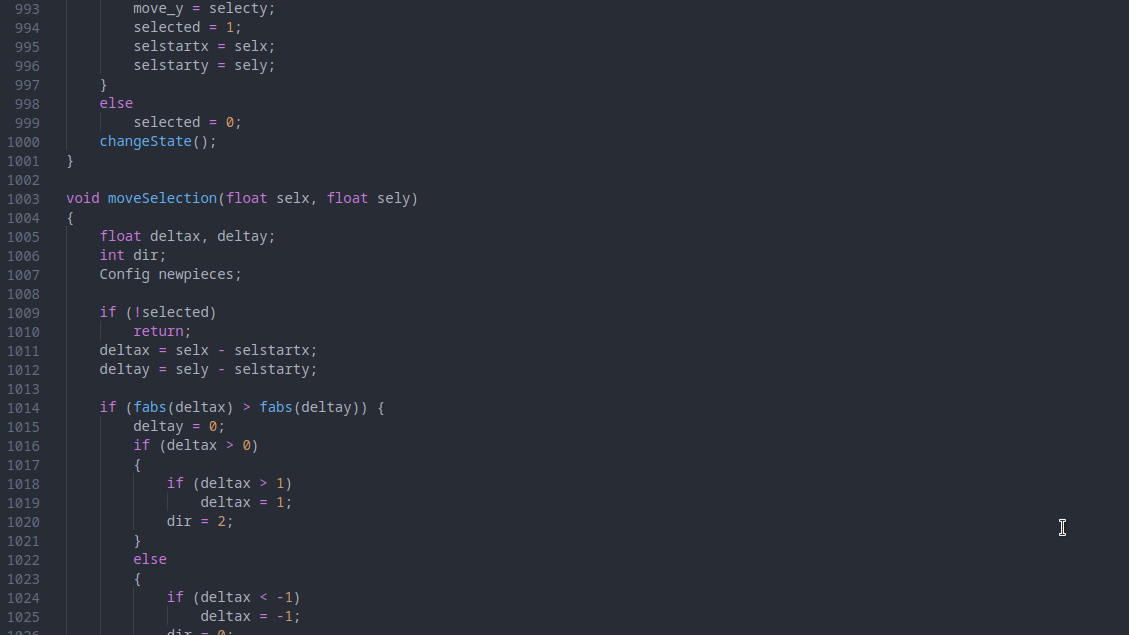 993 move_y = selecty;
994 selected = 1;
995 selstartx = selx;
996 selstarty = sely;
997 }
998 else
999 selected = 0;
1000 changeState();
1001 }
1002
1003 void moveSelection(float selx, float sely)
1004 {
1005 float deltax, deltay;
1006 int dir;
1007 Config newpieces;
1008
1009 if (!selected)
1010 return;
1011 deltax = selx - selstartx;
1012 deltay = sely - selstarty;
1013
1014 if (fabs(deltax) > fabs(deltay)) {
1015 deltay = 0;
1016 if (deltax > 0)
1017 {
1018 if (deltax > 1)
1019 deltax = 1;
1020 dir = 2;
1021 }
1022 else
1023 {
1024 if (deltax < -1)
1025 deltax = -1;
1026 dir = 0;